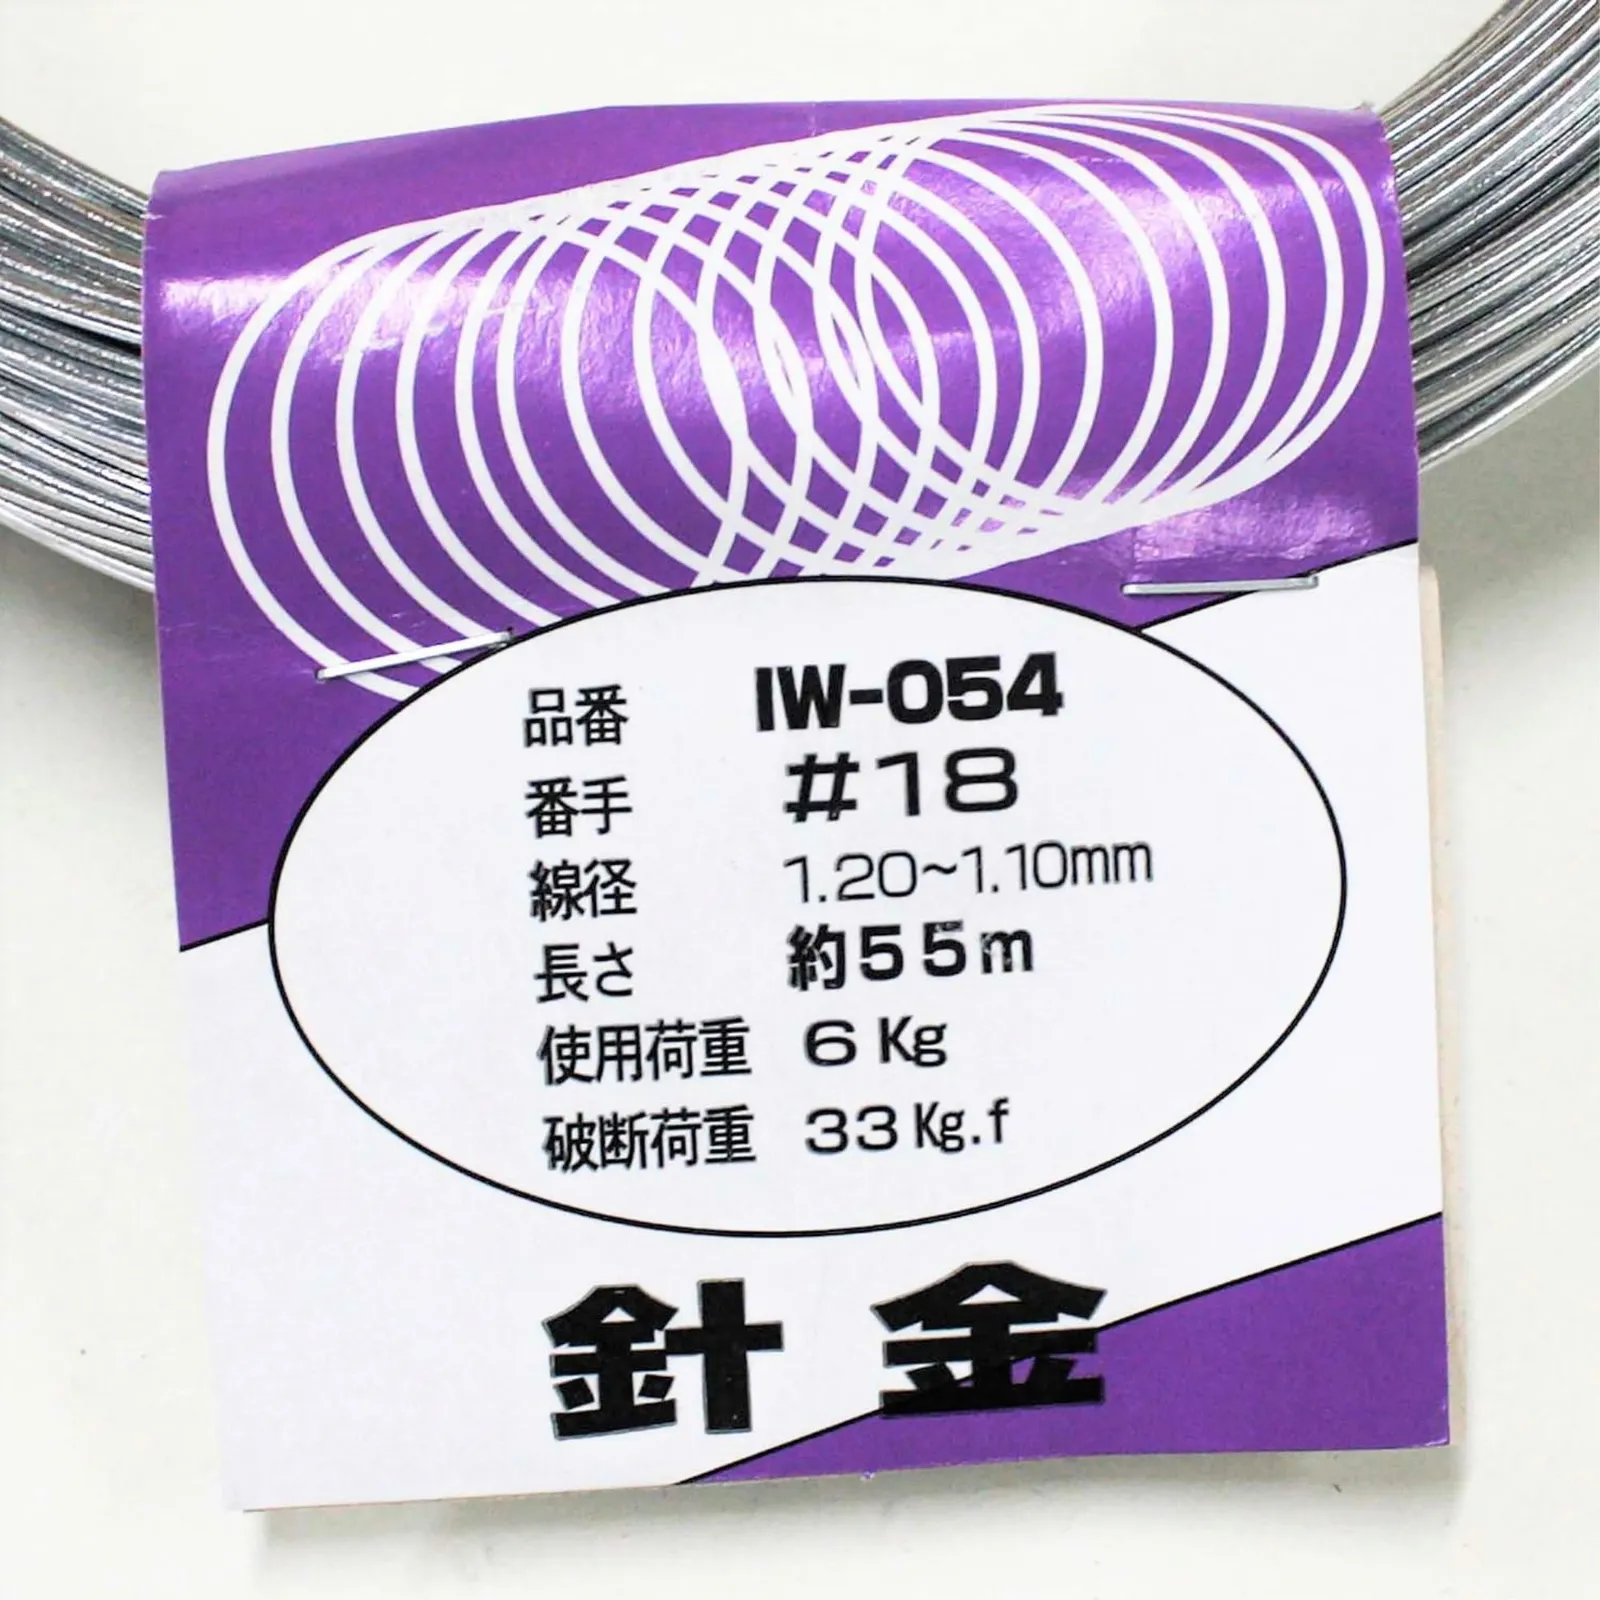 品番 IW-054
番手 #18
線径 1.20~1.10mm
長さ 約55m
使用荷重 6Kg
破断荷重 33Kg.f
針金